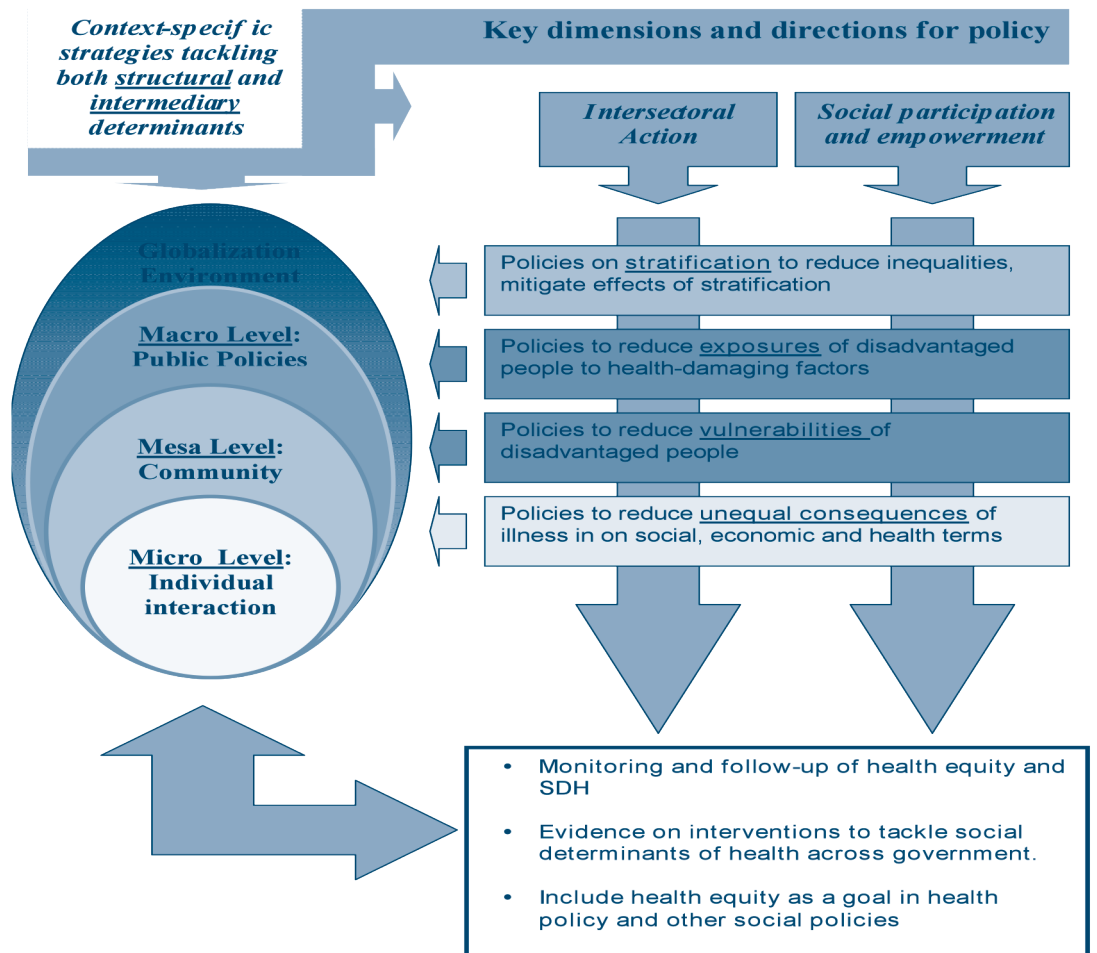 Context-specif ic
strategies tackling
both structural and
intermediary
determinants
Key dimensions and directions for policy
Intersectoral
Action
Social participation
and empowerment
Globalization
Environment
Macro Level:
Public Policies
Mesa Level:
Community
Micro Level:
Individual
interaction
Policies on stratification to reduce inequalities,
mitigate effects of stratification
Policies to reduce exposures of disadvantaged
people to health-damaging factors
Policies to reduce vulnerabilities of
disadvantaged people
Policies to reduce unequal consequences of
illness in on social, economic and health terms
• Monitoring and follow-up of health equity and
SDH
• Evidence on interventions to tackle social
determinants of health across government.
• Include health equity as a goal in health
policy and other social policies